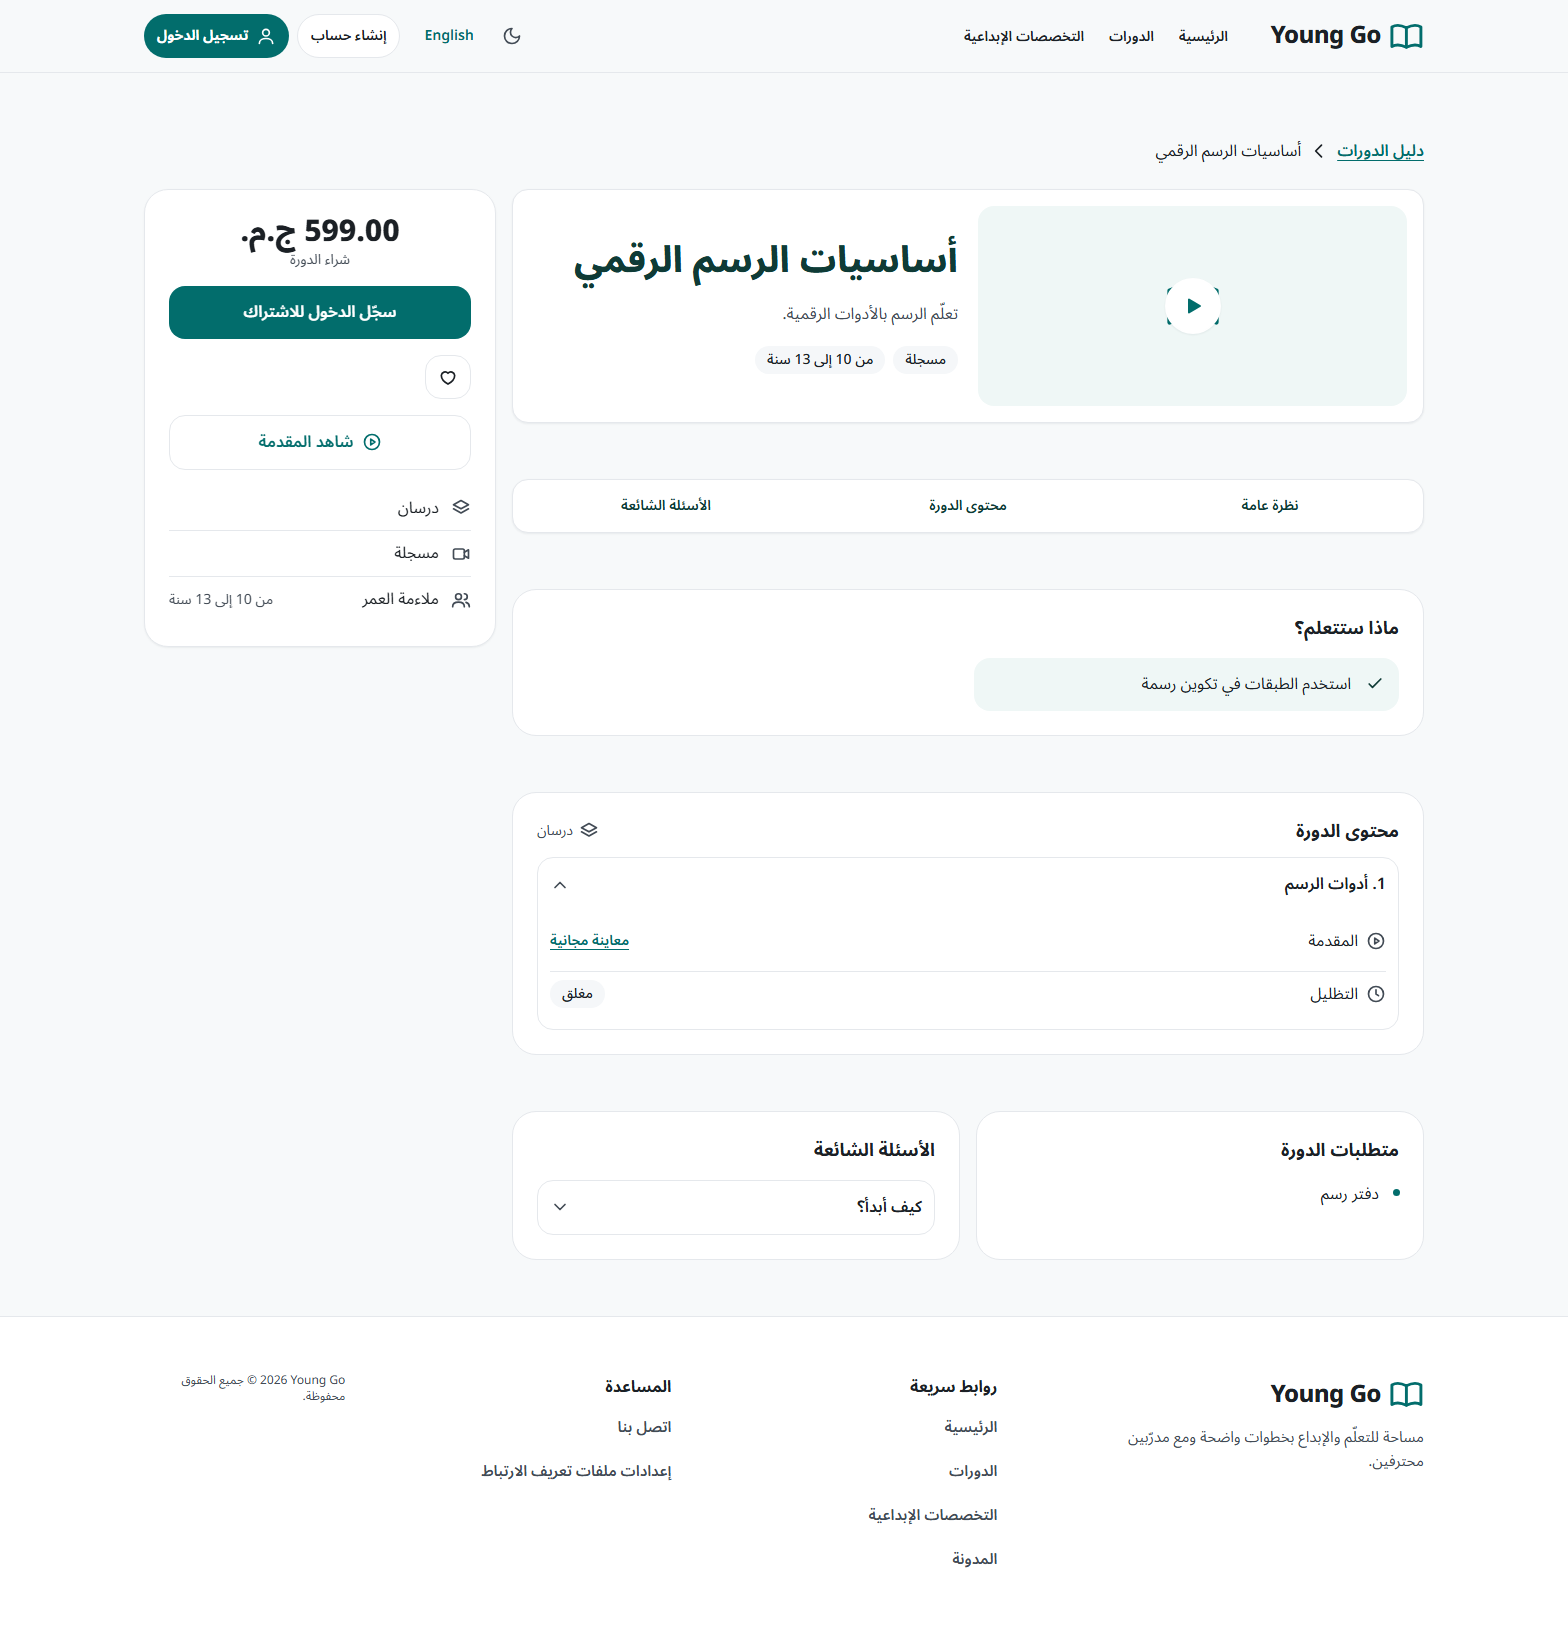 Young Go
الرئيسية
الدورات
التخصصات الإبداعية
English
إنشاء حساب
تسجيل الدخول
دليل الدورات
أساسيات الرسم الرقمي
أساسيات الرسم الرقمي
تعلّم الرسم بالأدوات الرقمية.
مسجلة
من 10 إلى 13 سنة
599.00 ج.م.
شراء الدورة
سجّل الدخول للاشتراك
شاهد المقدمة
درسان
مسجلة
ملاءمة العمر
من 10 إلى 13 سنة
نظرة عامة
محتوى الدورة
الأسئلة الشائعة
ماذا ستتعلم؟
استخدم الطبقات في تكوين رسمة
محتوى الدورة
درسان
1. أدوات الرسم
المقدمة
معاينة مجانية
التظليل
مغلق
متطلبات الدورة
دفتر رسم
الأسئلة الشائعة
كيف أبدأ؟
Young Go
مساحة للتعلّم والإبداع بخطوات واضحة ومع مدرّبين
محترفين.
روابط سريعة
الرئيسية
الدورات
التخصصات الإبداعية
المدونة
المساعدة
اتصل بنا
إعدادات ملفات تعريف الارتباط
Young Go 2026 © جميع الحقوق
محفوظة.